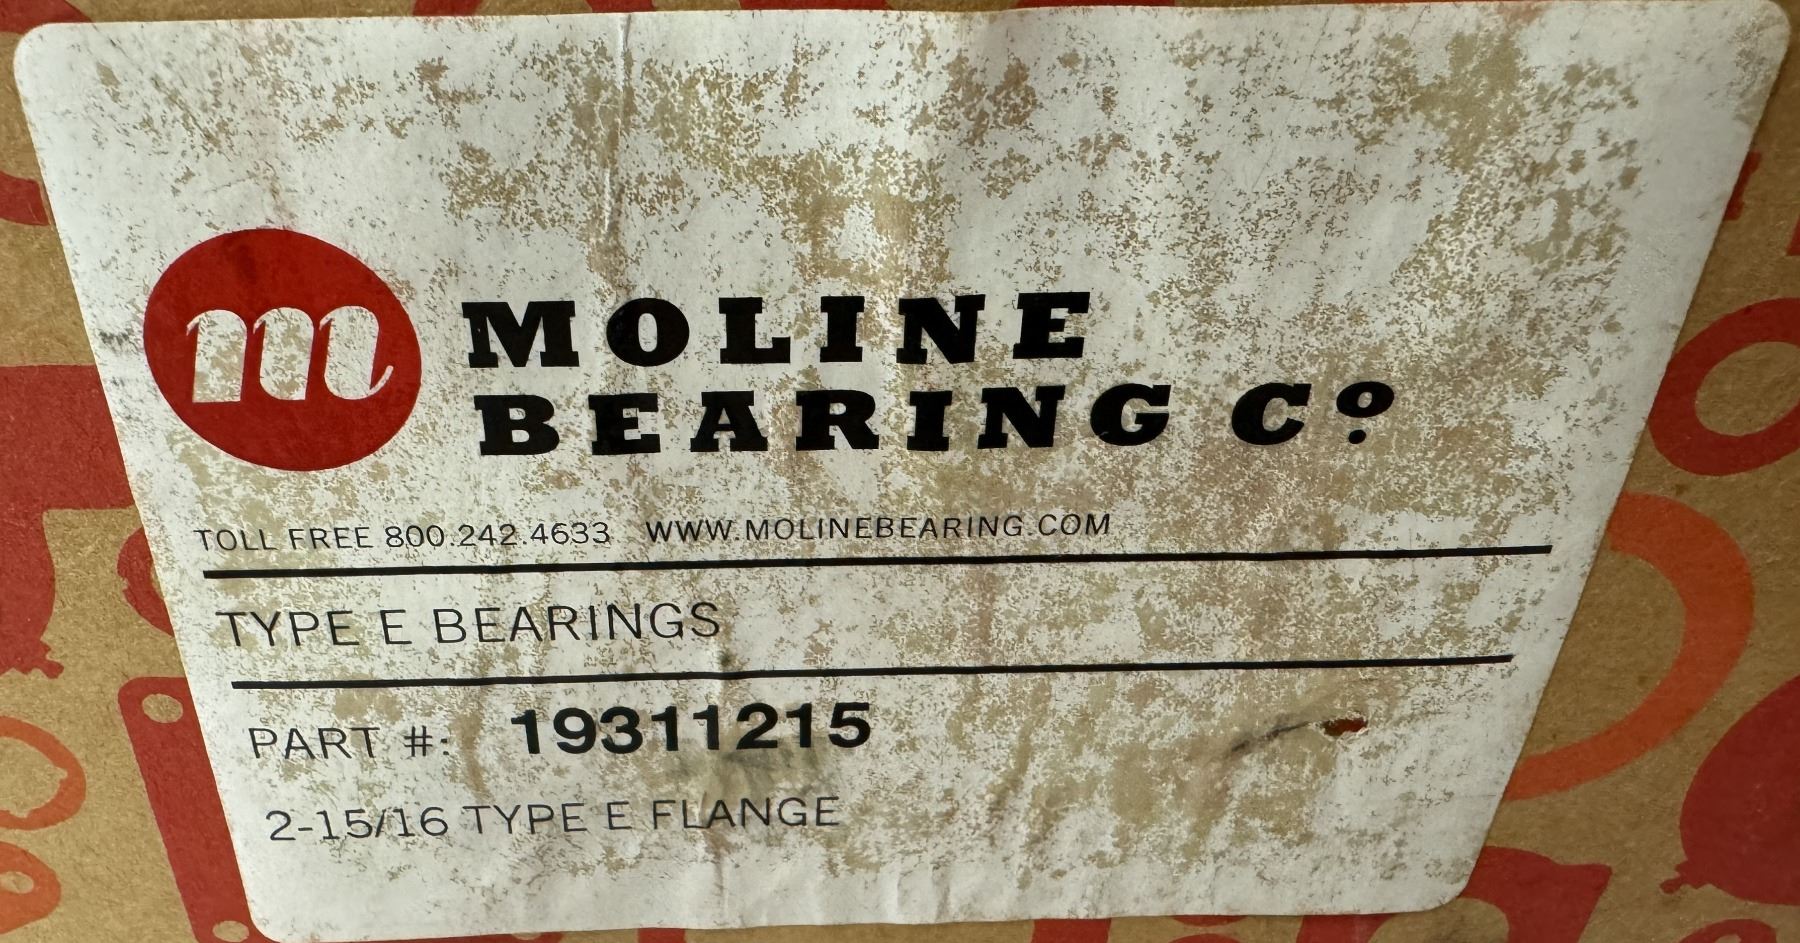 m
MOLINE
BEARING Cº
TOLL FREE 800.242.4633 WWW.MOLINEBEARING.COM
TYPE E BEARINGS
PART #: 19311215
2-15/16 TYPE E FLANGE